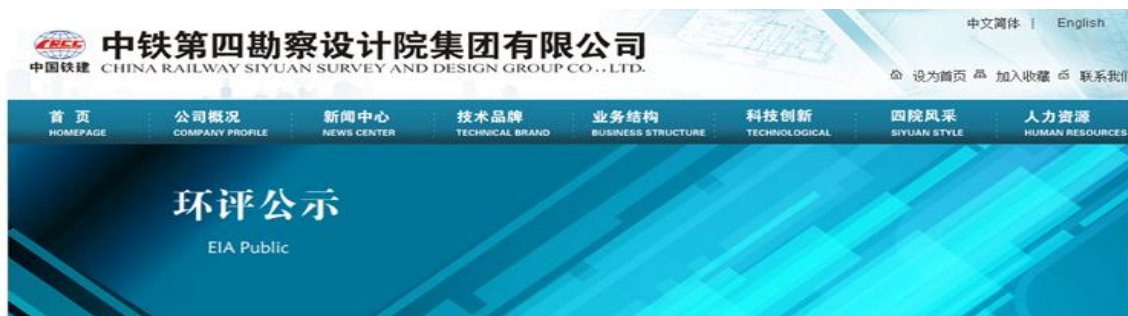 中文简体 | English
CRCC
中国铁建
中铁第四勘察设计院集团有限公司
CHINA RAILWAY SIYUAN SURVEY AND DESIGN GROUP CO..LTD.
设为首页 加入收藏 联系我们
首 页 公司概况 新闻中心 技术品牌 业务结构 科技创新 四院风采 人力资源
HOMEPAGE COMPANY PROFILE NEWS CENTER TECHNICAL BRAND BUSINESS STRUCTURE TECHNOLOGICAL SIYUAN STYLE HUMAN RESOURCES
环评公示
EIA Public